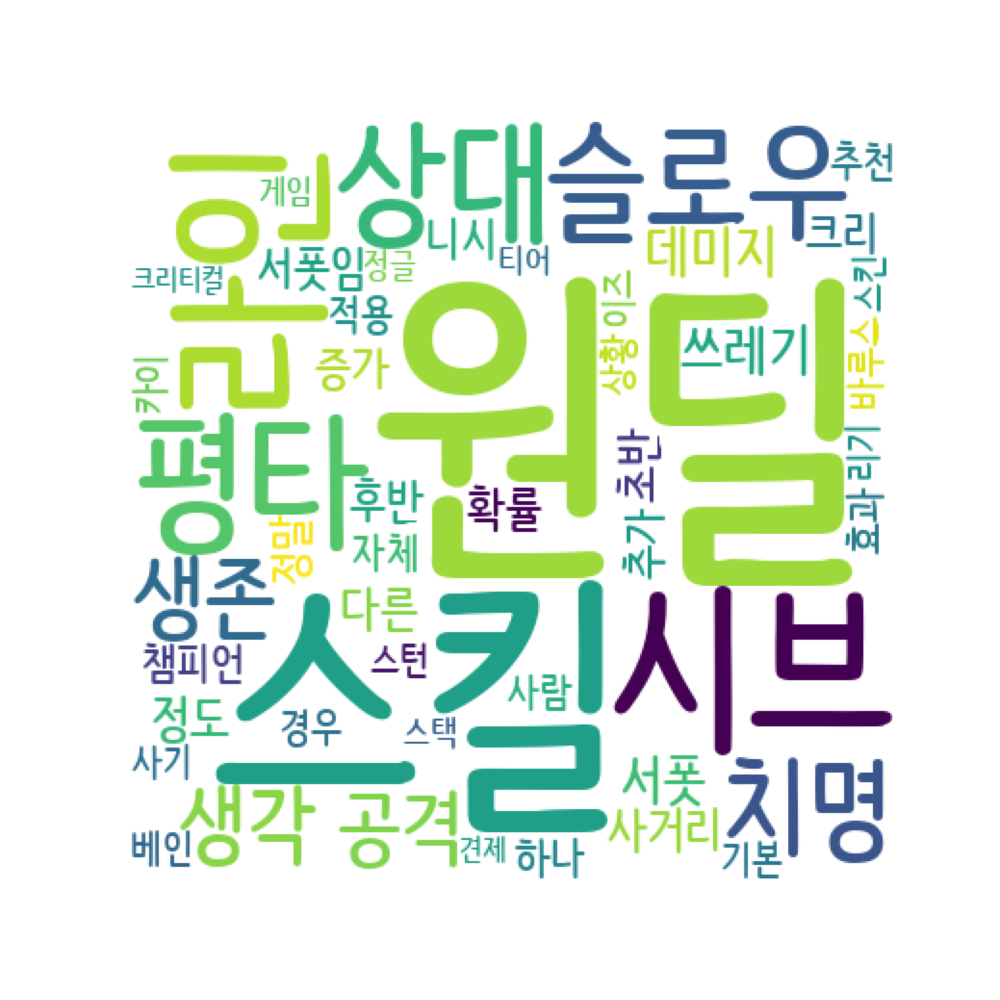 상대
슬로우
추천
라인
게임
니시
크리
서폿임
정글
티어
데미지
크리티컬
적용
스킨
이즈
원딜
쓰레기
상황
바루스
카이
증가
평타
초반
리기
후반
확률
정말
자체
추가
효과
생존
다른
스킬
시브
챔피언
스턴
사람
정도
경우
스택
사기
서폿
치명
생각
공격
사거리
베인
견제
하나
기본